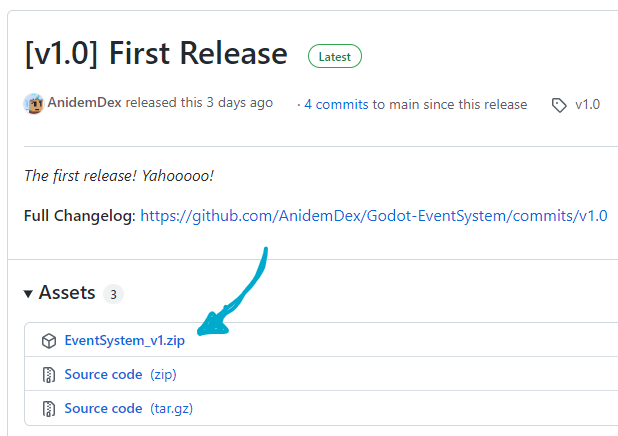 [v1.0] First Release Latest
AnidemDex released this 3 days ago · 4 commits to main since this release v1.0
The first release! Yahooooo!
Full Changelog: https://github.com/AnidemDex/Godot-EventSystem/commits/v1.0
Assets 3
EventSystem_v1.zip
Source code (zip)
Source code (tar.gz)